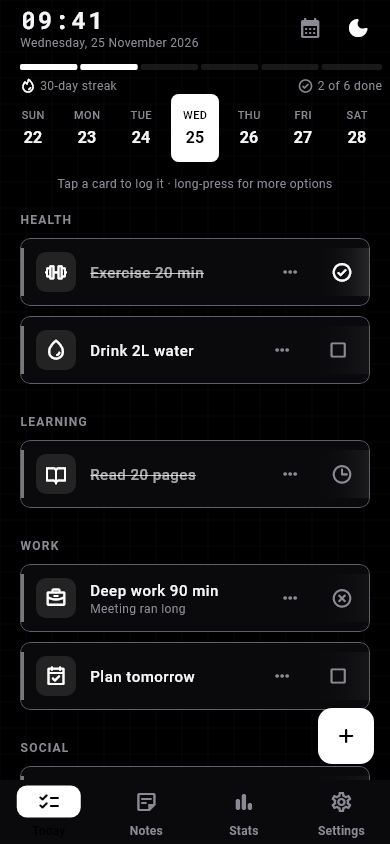 09:41
Wednesday, 25 November 2026
30-day streak
2 of 6 done
SUN MON TUE WED THU FRI SAT
22 23 24 25 26 27 28
Tap a card to log it · long-press for more options
HEALTH
Exercise 20 min
Drink 2L water
LEARNING
Read 20 pages
WORK
Deep work 90 min
Meeting ran long
Plan tomorrow
SOCIAL
Today Notes Stats Settings